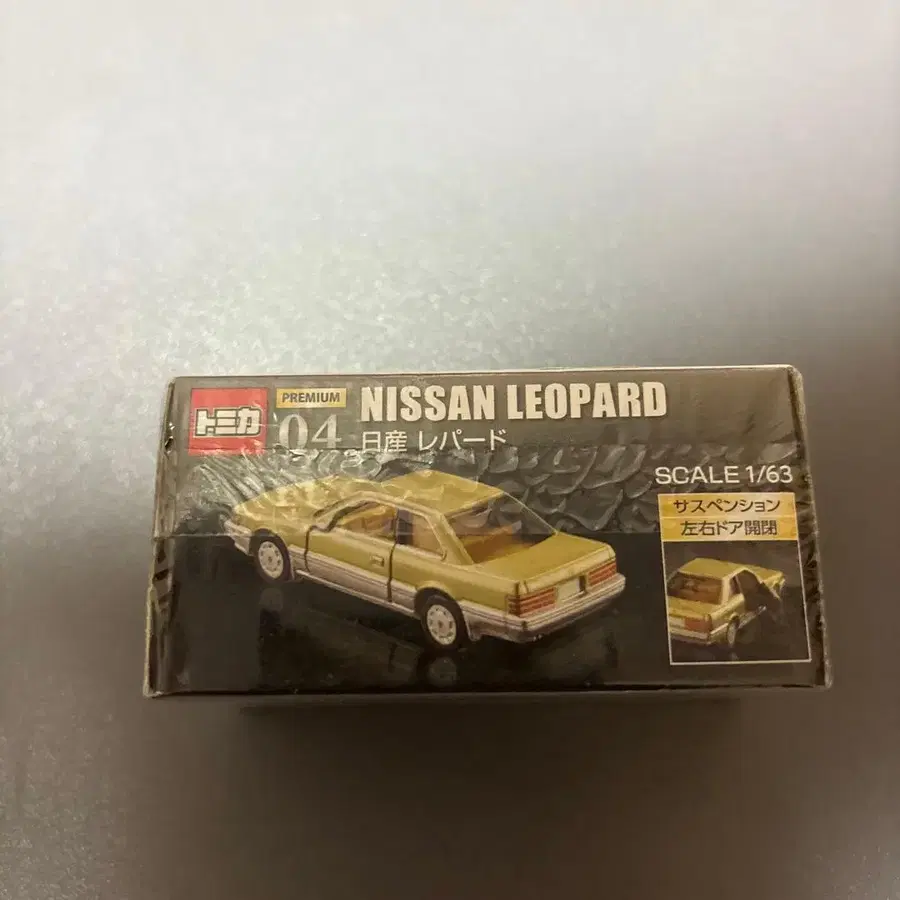 トミカ
PREMIUM
04
NISSAN LEOPARD
日産 レパード
SCALE 1/63
サスペンション
左右ドア開閉